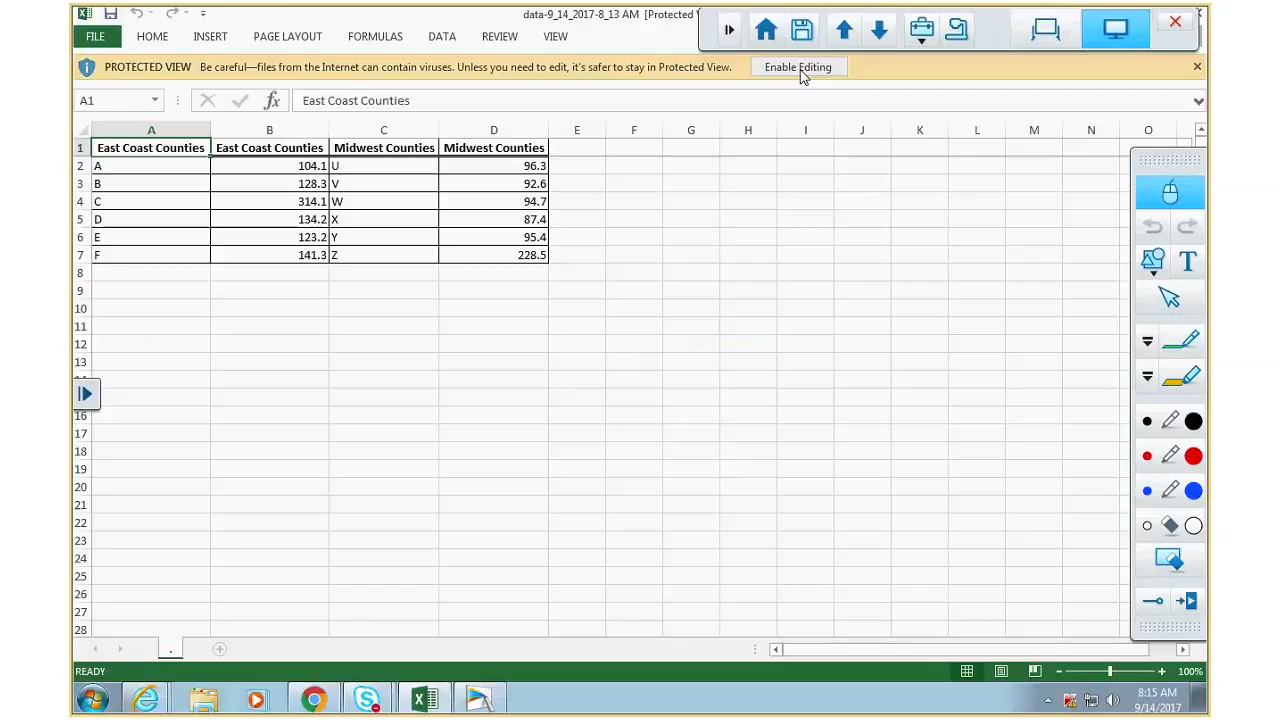 data-9_14_2017-8_13 AM [Protected
FILE HOME INSERT PAGE LAYOUT FORMULAS DATA REVIEW VIEW
PROTECTED VIEW Be careful—files from the Internet can contain viruses. Unless you need to edit, it's safer to stay in Protected View. Enable Editing
A1 fx East Coast Counties
A B C D E F G H I J K L M N O
1 East Coast Counties East Coast Counties Midwest Counties Midwest Counties
2 A 104.1 U 96.3
3 B 128.3 V 92.6
4 C 314.1 W 94.7
5 D 134.2 X 87.4
6 E 123.2 Y 95.4
7 F 141.3 Z 228.5
8
9
10
11
12
13
16
17
18
19
20
21
22
23
24
25
26
27
28
T
.
READY 100%
8:15 AM
9/14/2017